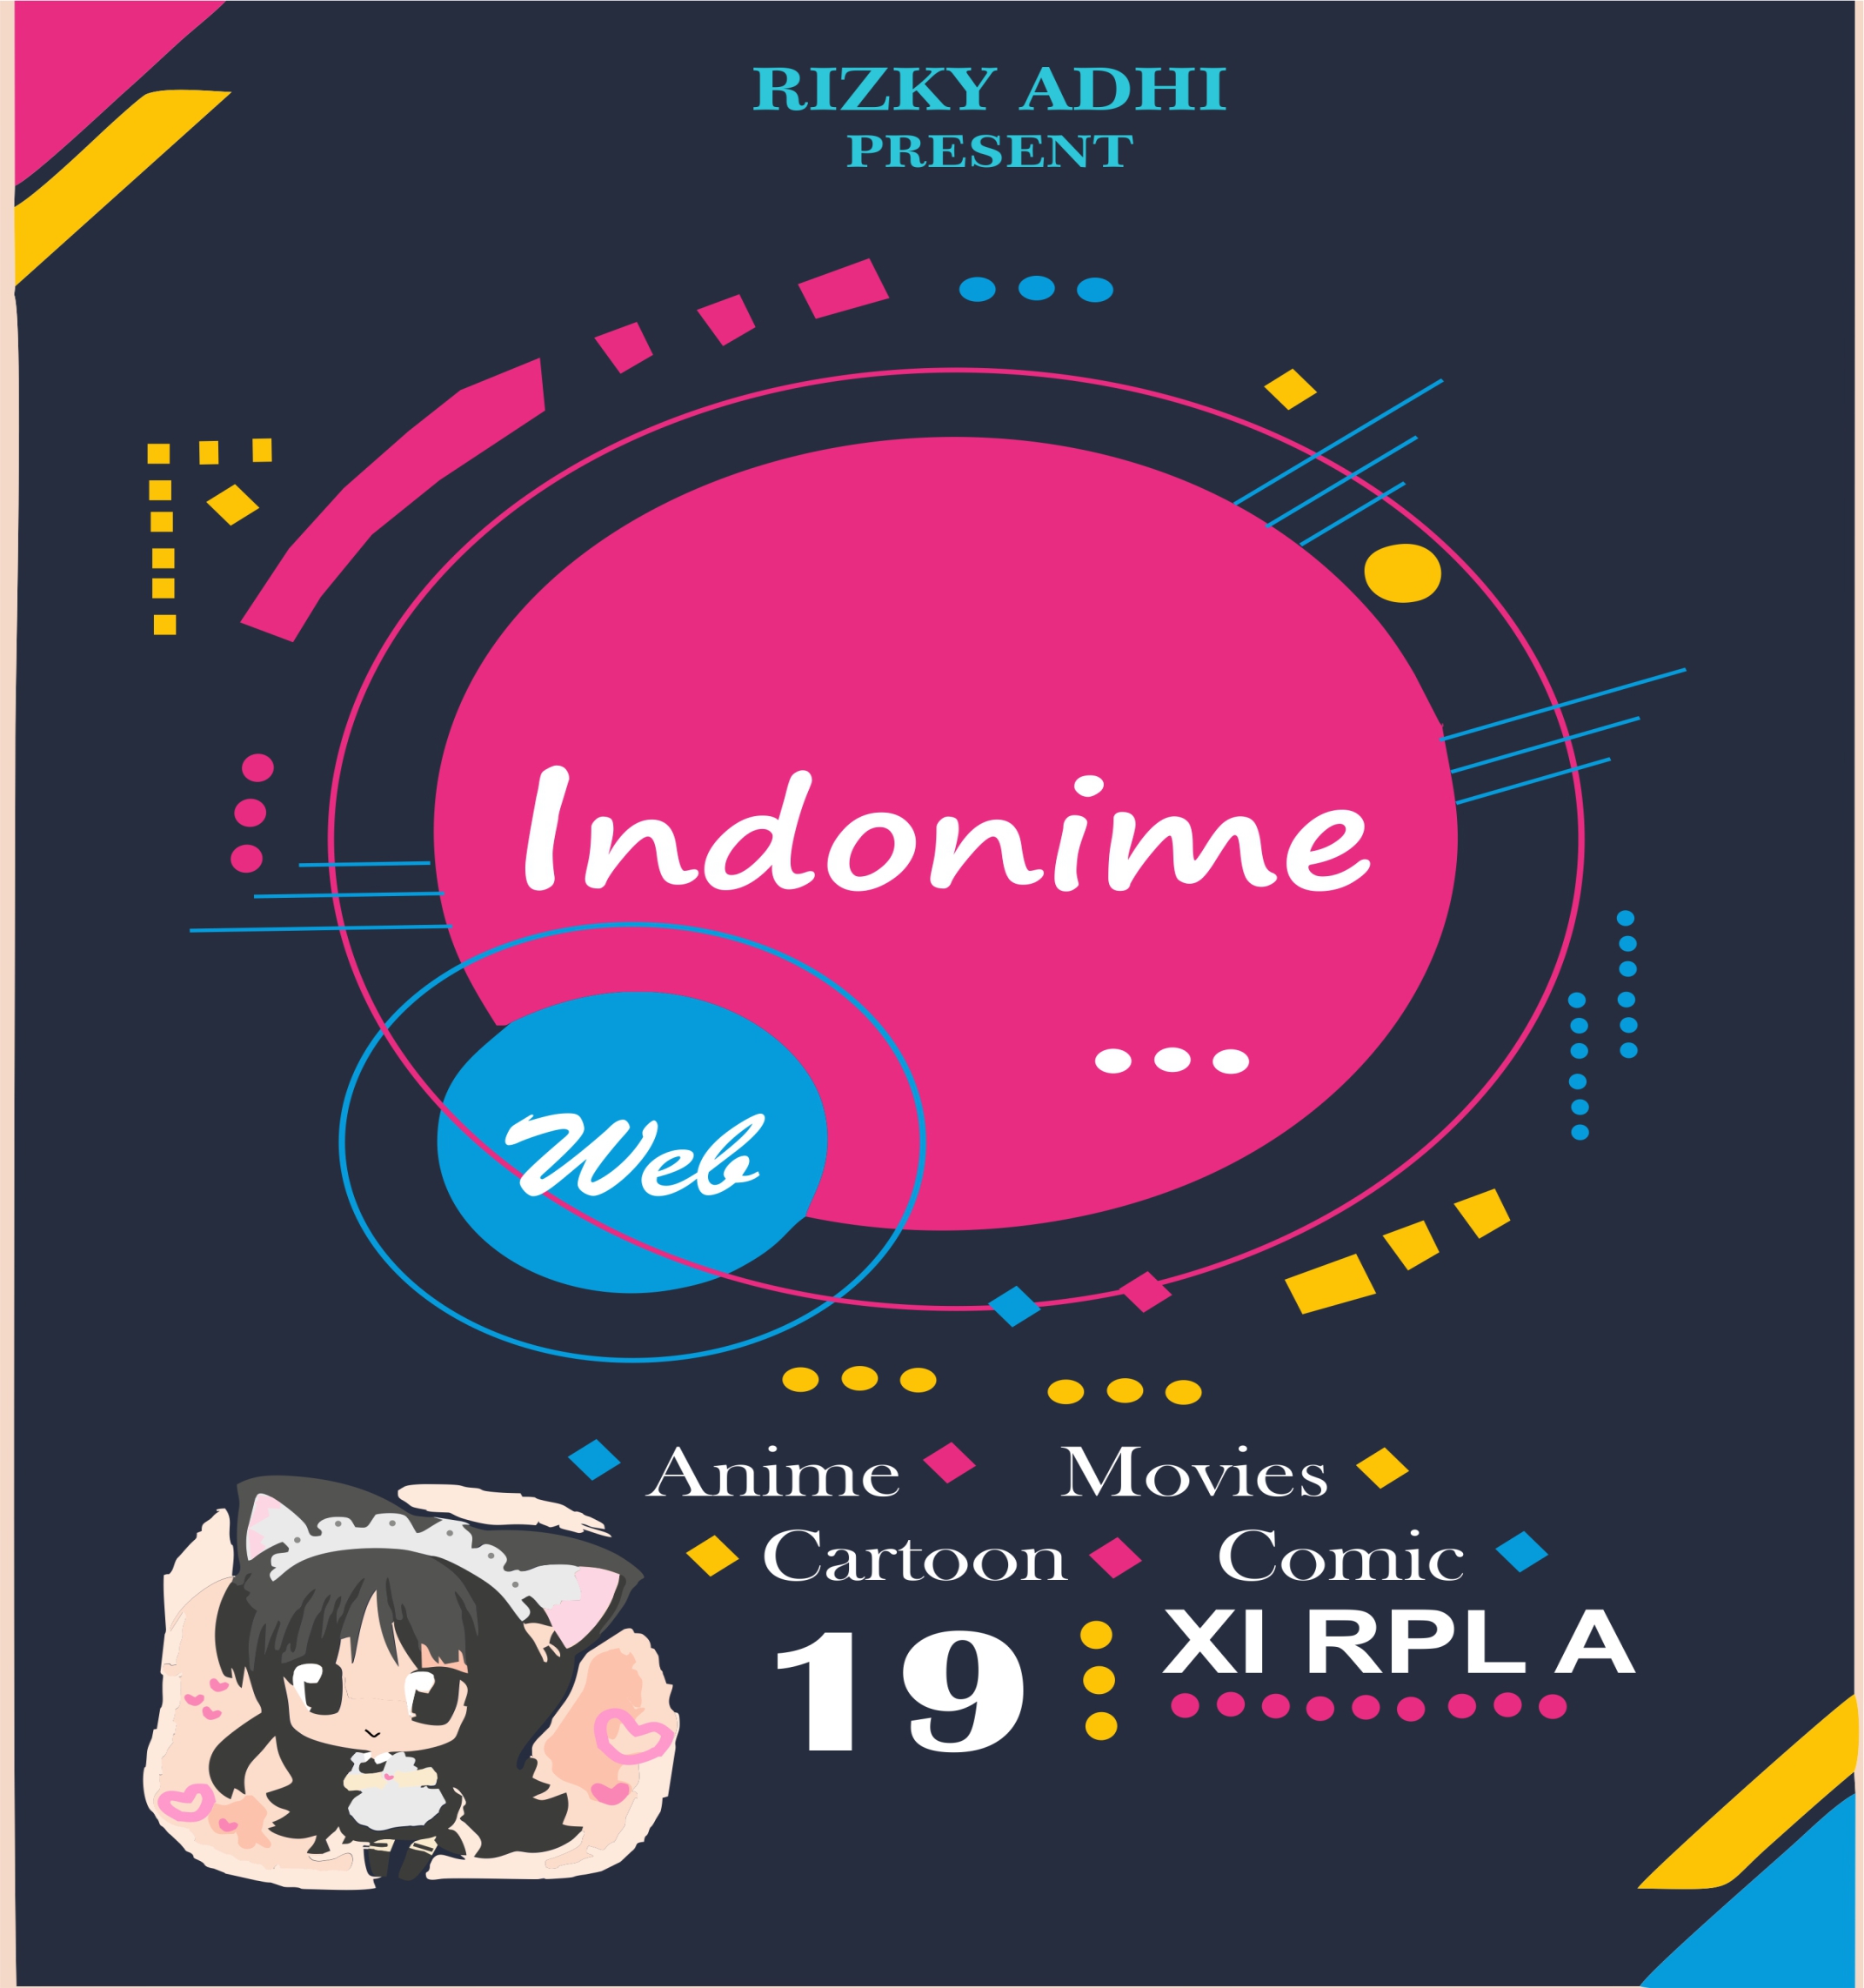 RIZKY ADHI
PRESENT
Indonime
Web
Anime Movies
Cartoon Comic
19 XI RPL A